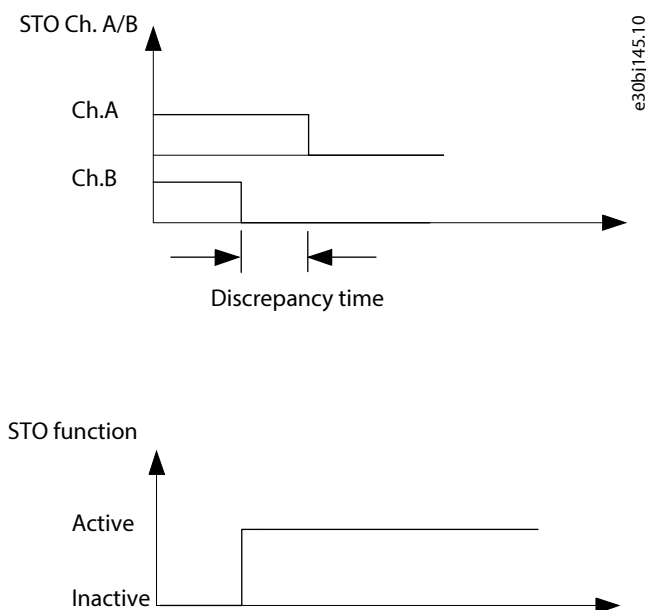 STO Ch. A/B
e30bj145.10
Ch.A
Ch.B
Discrepancy time
STO function
Active
Inactive